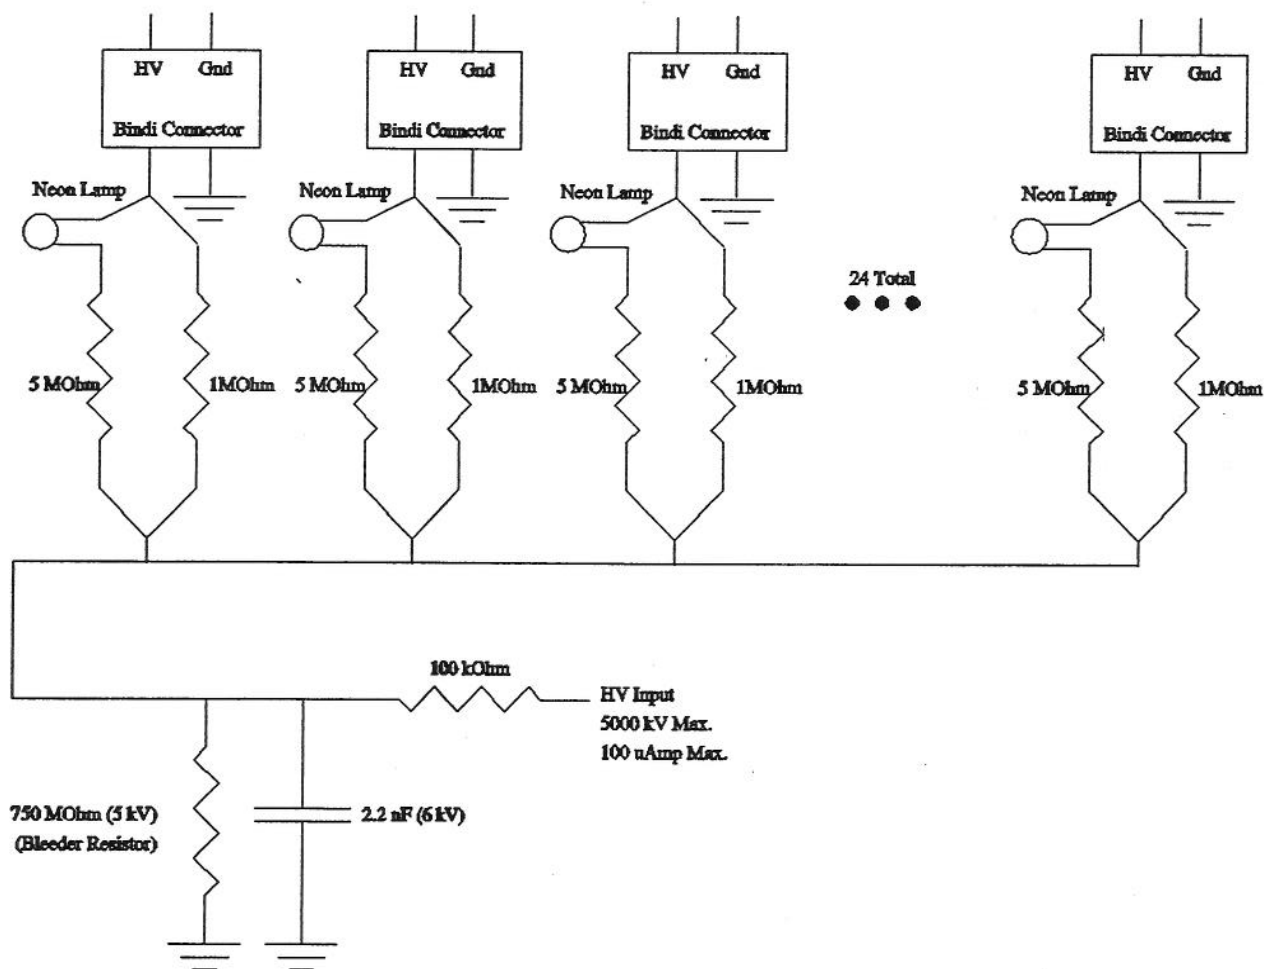 HV Gnd
Bindi Connector
HV Gnd
Bindi Connector
HV Gnd
Bindi Connector
HV Gnd
Bindi Connector
Neon Lamp
Neon Lamp
Neon Lamp
Neon Lamp
24 Total
5 MOhm
1MOhm
5 MOhm
1MOhm
5 MOhm
1MOhm
5 MOhm
1MOhm
100 kOhm
HV Input
5000 kV Max.
100 uAmp Max.
750 MOhm (5 kV)
(Bleeder Resistor)
2.2 nF (6 kV)